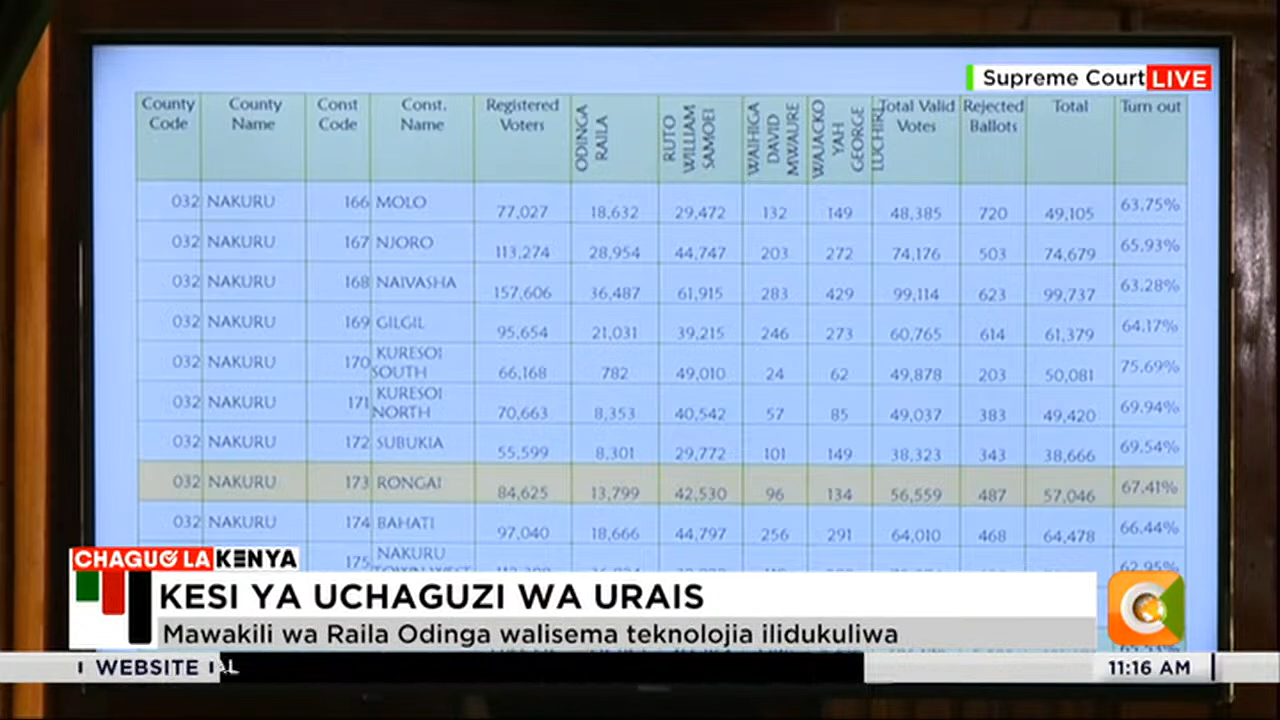 Supreme Court LIVE
County Code County Name Const Code Const. Name Registered Voters ODINGA RAILA RUTO WILLIAM SAMOEI WAIHIGA DAVID MWAURE WAJACKOYAH GEORGE LUCHIRI Total Valid Votes Rejected Ballots Total Turn out
032 NAKURU 166 MOLO 77,027 18,632 29,472 132 149 48,385 720 49,105 63.75%
032 NAKURU 167 NJORO 113,274 28,954 44,747 203 272 74,176 503 74,679 65.93%
032 NAKURU 168 NAIVASHA 157,606 36,487 61,915 283 429 99,114 623 99,737 63.28%
032 NAKURU 169 GILGIL 95,654 21,031 39,215 246 273 60,765 614 61,379 64.17%
032 NAKURU 170 KURESOI SOUTH 66,168 782 49,010 24 62 49,878 203 50,081 75.69%
032 NAKURU 171 KURESOI NORTH 70,663 8,353 40,542 57 85 49,037 383 49,420 69.94%
032 NAKURU 172 SUBUKIA 55,599 8,301 29,772 101 149 38,323 343 38,666 69.54%
032 NAKURU 173 RONGAI 84,625 13,799 42,530 96 134 56,559 487 57,046 67.41%
032 NAKURU 174 BAHATI 97,040 18,666 44,797 256 291 64,010 468 64,478 66.44%
175 NAKURU
CHAGUO LA KENYA
KESI YA UCHAGUZI WA URAIS
Mawakili wa Raila Odinga walisema teknolojia ilidukuliwa
WEBSITE AL 11:16 AM